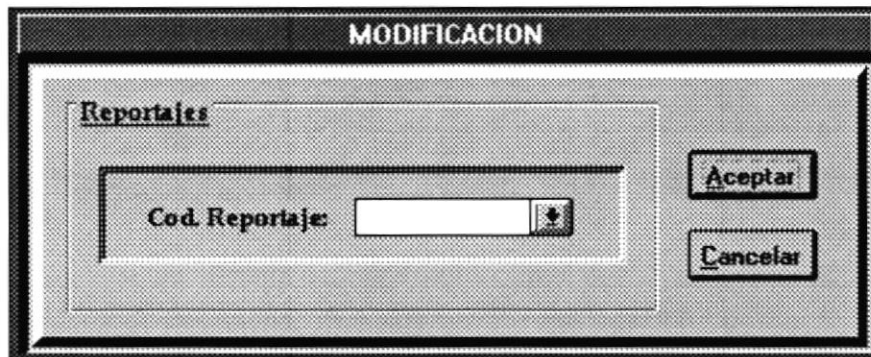 MODIFICACION
Reportajes
Cod. Reportaje:
Aceptar
Cancelar